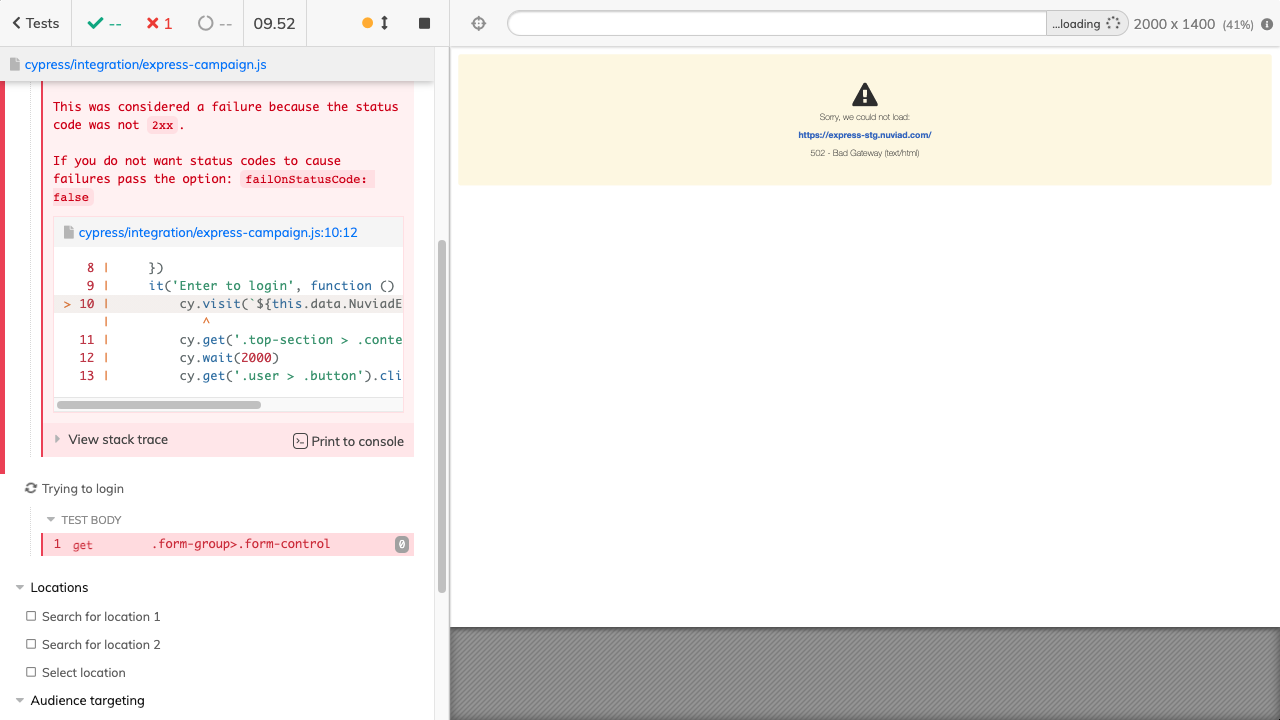 Tests
--
1
--
09.52
...loading
2000 x 1400 (41%)
cypress/integration/express-campaign.js
This was considered a failure because the status
code was not 2xx.
If you do not want status codes to cause
failures pass the option: failOnStatusCode:
false
cypress/integration/express-campaign.js:10:12
8 | })
9 | it('Enter to login', function ()
> 10 | cy.visit(`${this.data.NuviadE
| ^
11 | cy.get('.top-section > .conte
12 | cy.wait(2000)
13 | cy.get('.user > .button').cli
View stack trace
Print to console
Trying to login
TEST BODY
1 get .form-group>.form-control 0
Locations
Search for location 1
Search for location 2
Select location
Audience targeting
Sorry, we could not load:
https://express-stg.nuviad.com/
502 - Bad Gateway (text/html)